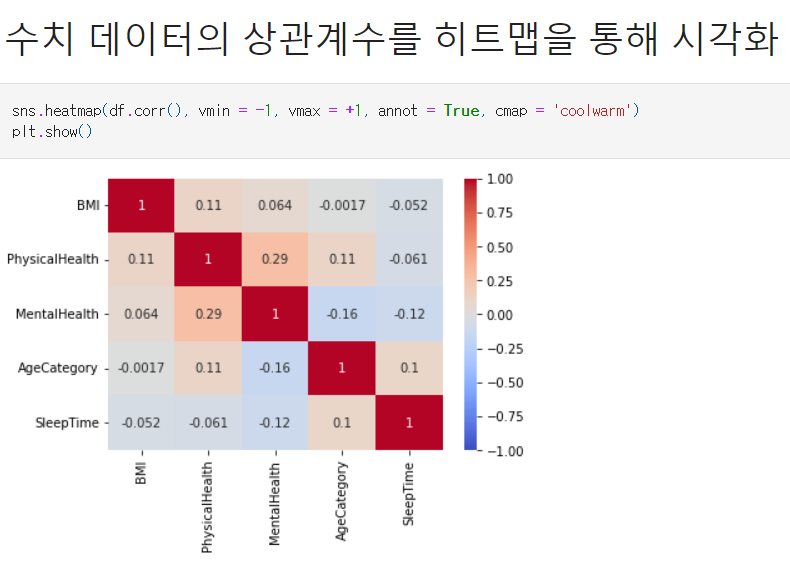 수치 데이터의 상관계수를 히트맵을 통해 시각화
sns.heatmap(df.corr(), vmin = -1, vmax = +1, annot = True, cmap = 'coolwarm')
plt.show()
BMI 1 0.11 0.064 -0.0017 -0.052
PhysicalHealth 0.11 1 0.29 0.11 -0.061
MentalHealth 0.064 0.29 1 -0.16 -0.12
AgeCategory -0.0017 0.11 -0.16 1 0.1
SleepTime -0.052 -0.061 -0.12 0.1 1
BMI PhysicalHealth MentalHealth AgeCategory SleepTime
1.00
0.75
0.50
0.25
0.00
−0.25
−0.50
−0.75
−1.00